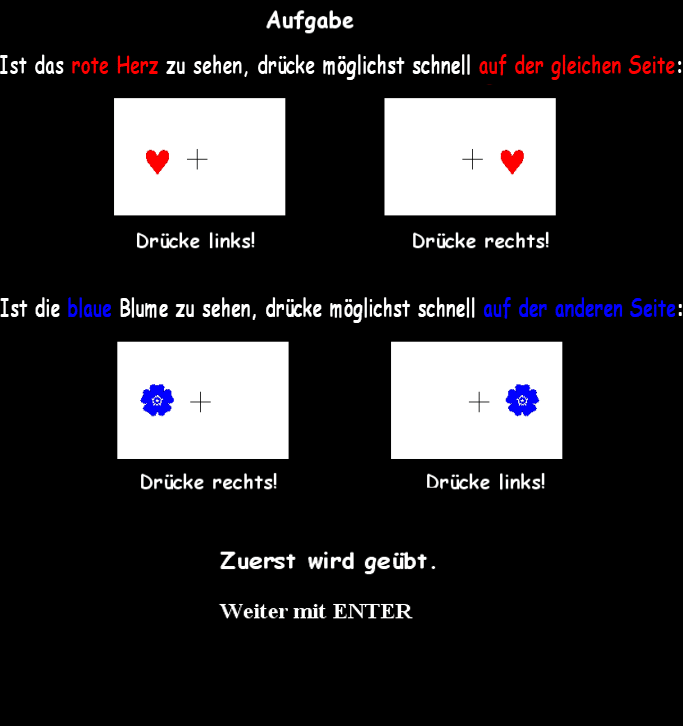 Aufgabe
Ist das rote Herz zu sehen, drücke möglichst schnell auf der gleichen Seite:
Drücke links! Drücke rechts!
Ist die blaue Blume zu sehen, drücke möglichst schnell auf der anderen Seite:
Drücke rechts! Drücke links!
Zuerst wird geübt.
Weiter mit ENTER